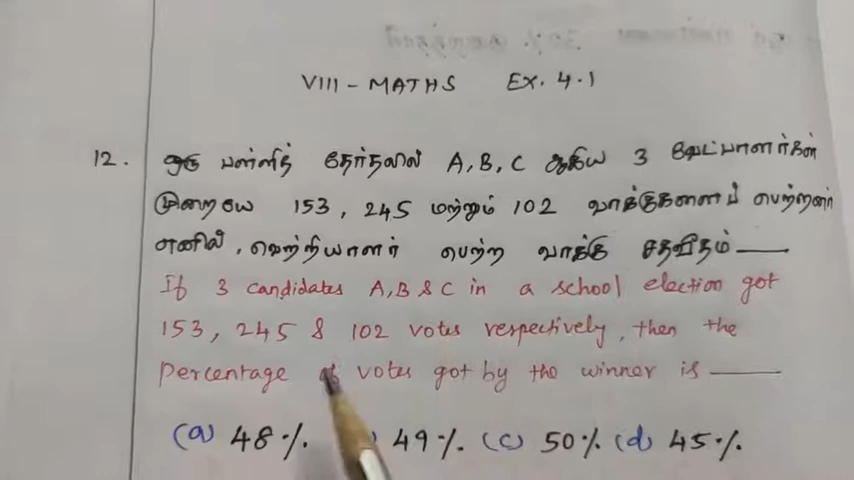 VIII - MATHS EX. 4.1
12. ஒரு பள்ளித் தேர்தலில் A, B, C ஆகிய 3 வேட்பாளர்கள்
முறையே 153, 245 மற்றும் 102 வாக்குகளைப் பெற்றனர்
எனில், வெற்றியாளர் பெற்ற வாக்கு சதவீதம் ____
If 3 candidates A, B & C in a school election got
153, 245 & 102 votes respectively, then the
percentage of votes got by the winner is ____
(a) 48% ) 49% (c) 50% (d) 45%